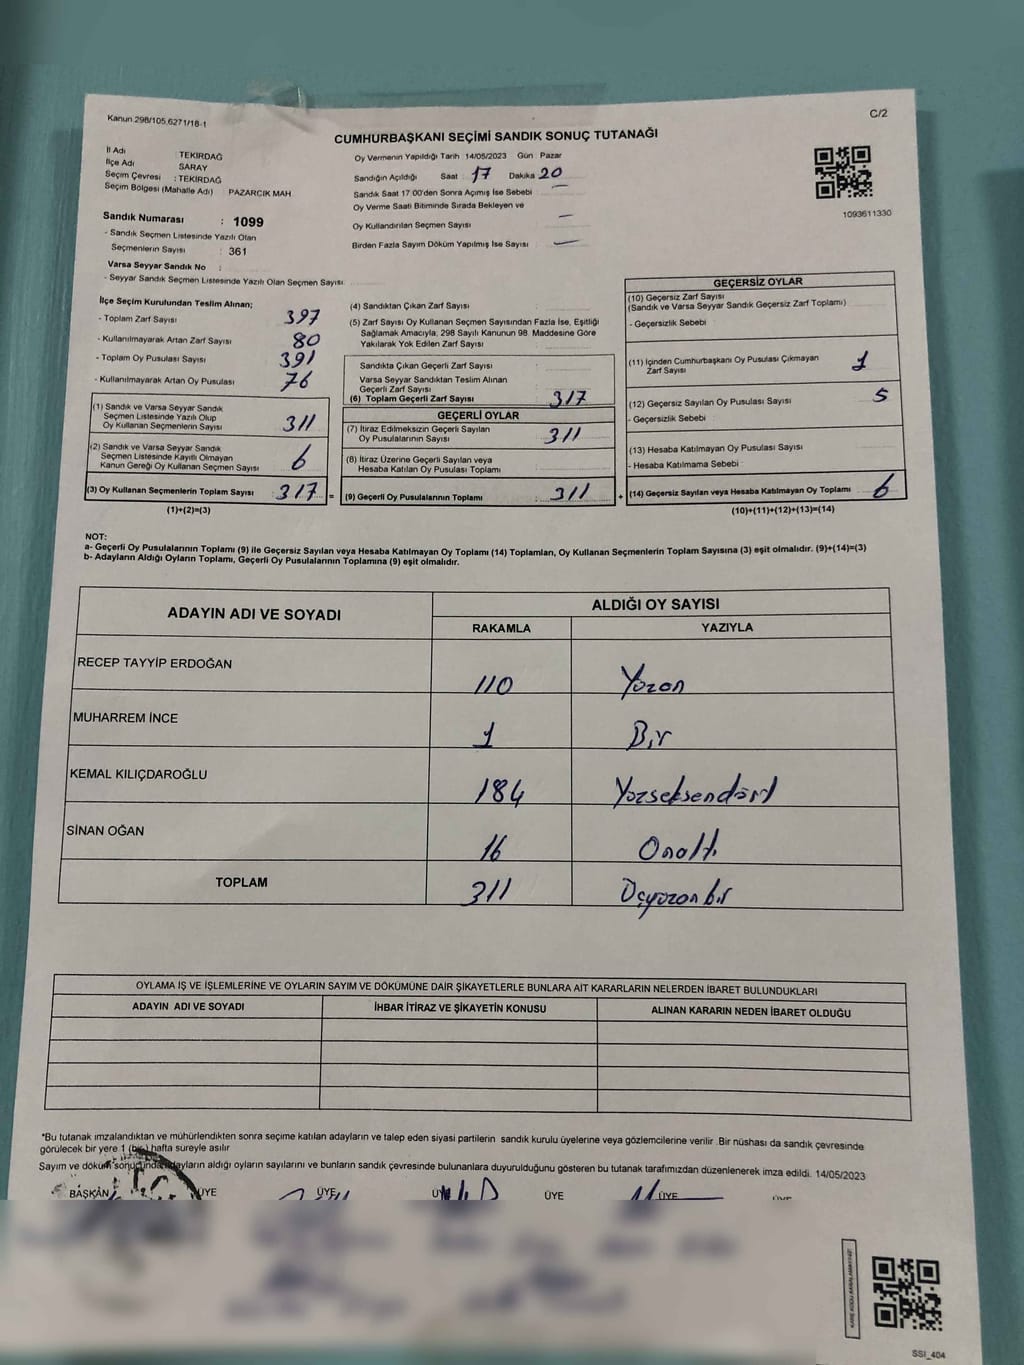 Kanun 298/105,6271/18-1
C/2
CUMHURBAŞKANI SEÇİMİ SANDIK SONUÇ TUTANAĞI
İl Adı : TEKİRDAĞ
İlçe Adı SARAY
Seçim Çevresi : TEKİRDAĞ
Seçim Bölgesi (Mahalle Adı) PAZARCIK MAH
Sandık Numarası : 1099
- Sandık Seçmen Listesinde Yazılı Olan
Seçmenlerin Sayısı : 361
Varsa Seyyar Sandık No :
- Seyyar Sandık Seçmen Listesinde Yazılı Olan Seçmen Sayısı
Oy Vermenin Yapıldığı Tarih 14/05/2023 Gün : Pazar
Sandığın Açıldığı Saat : 17 Dakika 20
Sandık Saat 17 00'den Sonra Açımış İse Sebebi —
Oy Verme Saati Bitiminde Sırada Bekleyen ve
Oy Kullandırılan Seçmen Sayısı —
Birden Fazla Sayım Döküm Yapılmış İse Sayısı —
1093611330
İlçe Seçim Kurulundan Teslim Alınan;
- Toplam Zarf Sayısı 397
- Kullanılmayarak Artan Zarf Sayısı 80
- Toplam Oy Pusulası Sayısı 391
- Kullanılmayarak Artan Oy Pusulası 76
(1) Sandık ve Varsa Seyyar Sandık
Seçmen Listesinde Yazılı Olup
Oy Kullanan Seçmenlerin Sayısı 311
(2) Sandık ve Varsa Seyyar Sandık
Seçmen Listesinde Kayıtlı Olmayan
Kanun Gereği Oy Kullanan Seçmen Sayısı 6
(3) Oy Kullanan Seçmenlerin Toplam Sayısı : 317 =
(1)+(2)=(3)
(4) Sandıktan Çıkan Zarf Sayısı
(5) Zarf Sayısı Oy Kullanan Seçmen Sayısından Fazla İse, Eşitliği
Sağlamak Amacıyla, 298 Sayılı Kanunun 98. Maddesine Göre
Yakılarak Yok Edilen Zarf Sayısı
Sandıkta Çıkan Geçerli Zarf Sayısı
Varsa Seyyar Sandıktan Teslim Alınan
Geçerli Zarf Sayısı
(6) Toplam Geçerli Zarf Sayısı 317
GEÇERLİ OYLAR
(7) İtiraz Edilmeksizin Geçerli Sayılan
Oy Pusulalarının Sayısı 311
(8) İtiraz Üzerine Geçerli Sayılan veya
Hesaba Katılan Oy Pusulası Toplamı
(9) Geçerli Oy Pusulalarının Toplamı : 311 +
GEÇERSİZ OYLAR
(10) Geçersiz Zarf Sayısı
(Sandık ve Varsa Seyyar Sandık Geçersiz Zarf Toplamı)
- Geçersizlik Sebebi
(11) İçinden Cumhurbaşkanı Oy Pusulası Çıkmayan
Zarf Sayısı 1
(12) Geçersiz Sayılan Oy Pusulası Sayısı 5
- Geçersizlik Sebebi
(13) Hesaba Katılmayan Oy Pusulası Sayısı
- Hesaba Katılmama Sebebi
(14) Geçersiz Sayılan veya Hesaba Katılmayan Oy Toplamı 6
(10)+(11)+(12)+(13)=(14)
NOT:
a- Geçerli Oy Pusulalarının Toplamı (9) ile Geçersiz Sayılan veya Hesaba Katılmayan Oy Toplamı (14) Toplamları, Oy Kullanan Seçmenlerin Toplam Sayısına (3) eşit olmalıdır. (9)+(14)=(3)
b- Adayların Aldığı Oyların Toplamı, Geçerli Oy Pusulalarının Toplamına (9) eşit olmalıdır.
ADAYIN ADI VE SOYADI ALDIĞI OY SAYISI
RAKAMLA YAZIYLA
RECEP TAYYİP ERDOĞAN 110 Yüzon
MUHARREM İNCE 1 Bir
KEMAL KILIÇDAROĞLU 184 Yüzseksendört
SİNAN OĞAN 16 Onaltı
TOPLAM 311 Üçyüzonbir
OYLAMA İŞ VE İŞLEMLERİNE VE OYLARIN SAYIM VE DÖKÜMÜNE DAİR ŞİKAYETLERLE BUNLARA AİT KARARLARIN NELERDEN İBARET BULUNDUKLARI
ADAYIN ADI VE SOYADI İHBAR İTİRAZ VE ŞİKAYETİN KONUSU ALINAN KARARIN NEDEN İBARET OLDUĞU
*Bu tutanak imzalandıktan ve mühürlendikten sonra seçime katılan adayların ve talep eden siyasi partilerin sandık kurulu üyelerine veya gözlemcilerine verilir .Bir nüshası da sandık çevresinde
görülecek bir yere 1 (bir) hafta süreyle asılır
Sayım ve döküm sonucunda adayların aldığı oyların sayılarını ve bunların sandık çevresinde bulunanlara duyurulduğunu gösteren bu tutanak tarafımızdan düzenlenerek imza edildi. 14/05/2023
BAŞKAN ÜYE ÜYE ÜYE ÜYE ÜYE
SSI_404